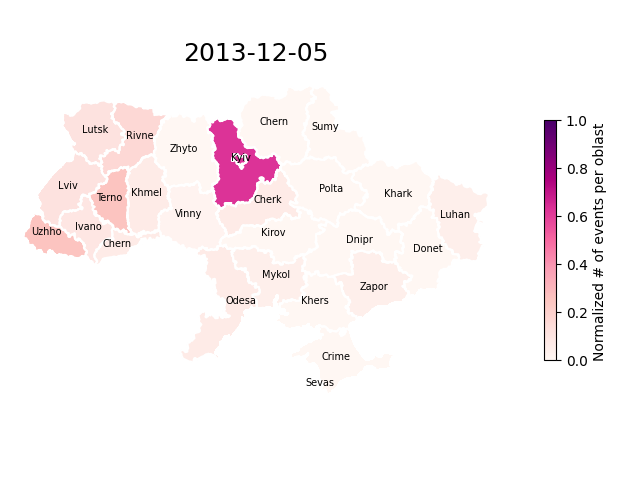 2013-12-05
Chern
Sumy
Lutsk
Rivne
Zhyto
Kyiv
Lviv
Terno
Khmel
Polta
Khark
Cherk
Vinny
Luhan
Ivano
Uzhho
Chern
Kirov
Dnipr
Donet
Mykol
Zapor
Odesa
Khers
Crime
Sevas
1.0
0.8
0.6
0.4
0.2
0.0
Normalized # of events per oblast